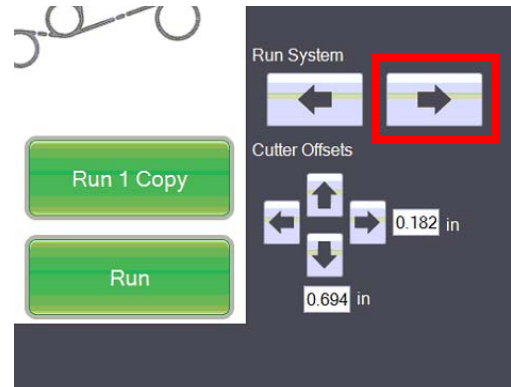 Run System
Cutter Offsets
Run 1 Copy
0.182 in
Run
0.694 in